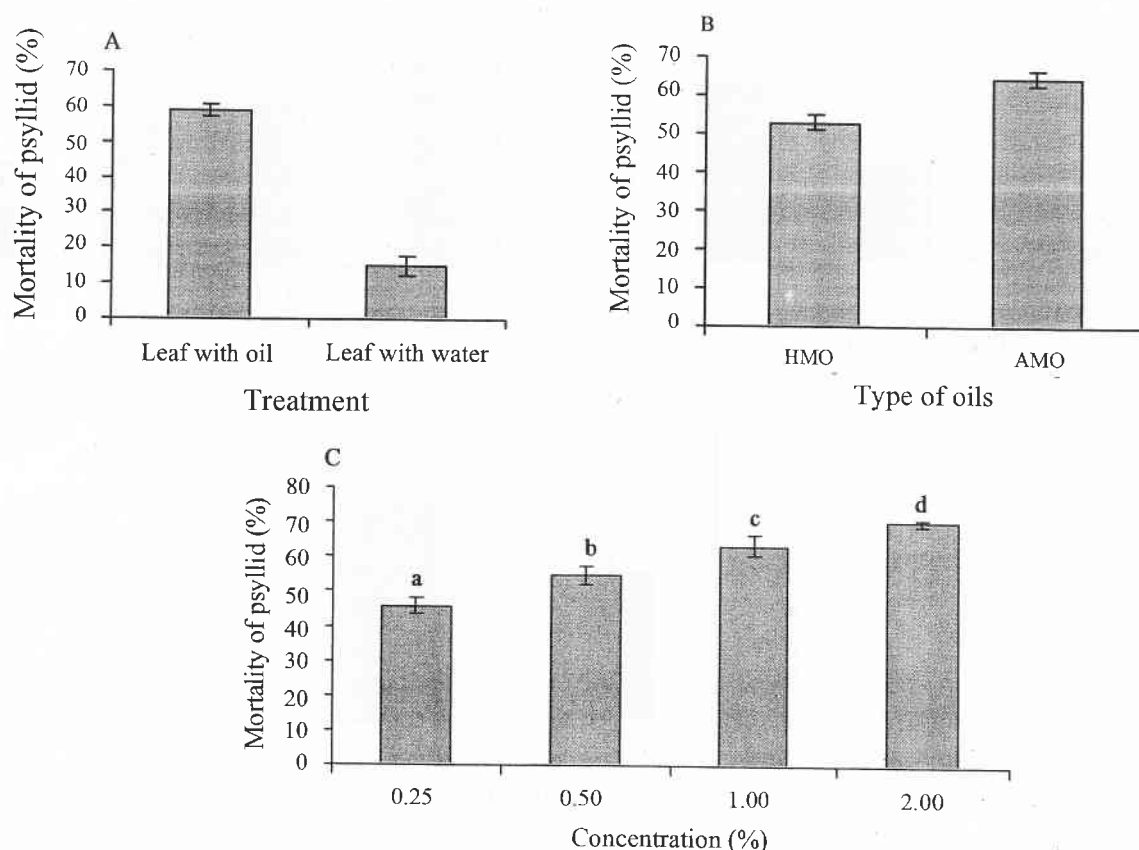 A
Mortality of psyllid (%)
70
60
50
40
30
20
10
0
Leaf with oil Leaf with water
Treatment
B
Mortality of psyllid (%)
70
60
50
40
30
20
10
0
HMO AMO
Type of oils
C
Mortality of psyllid (%)
80
70
60
50
40
30
20
10
0
a b c d
0.25 0.50 1.00 2.00
Concentration (%)